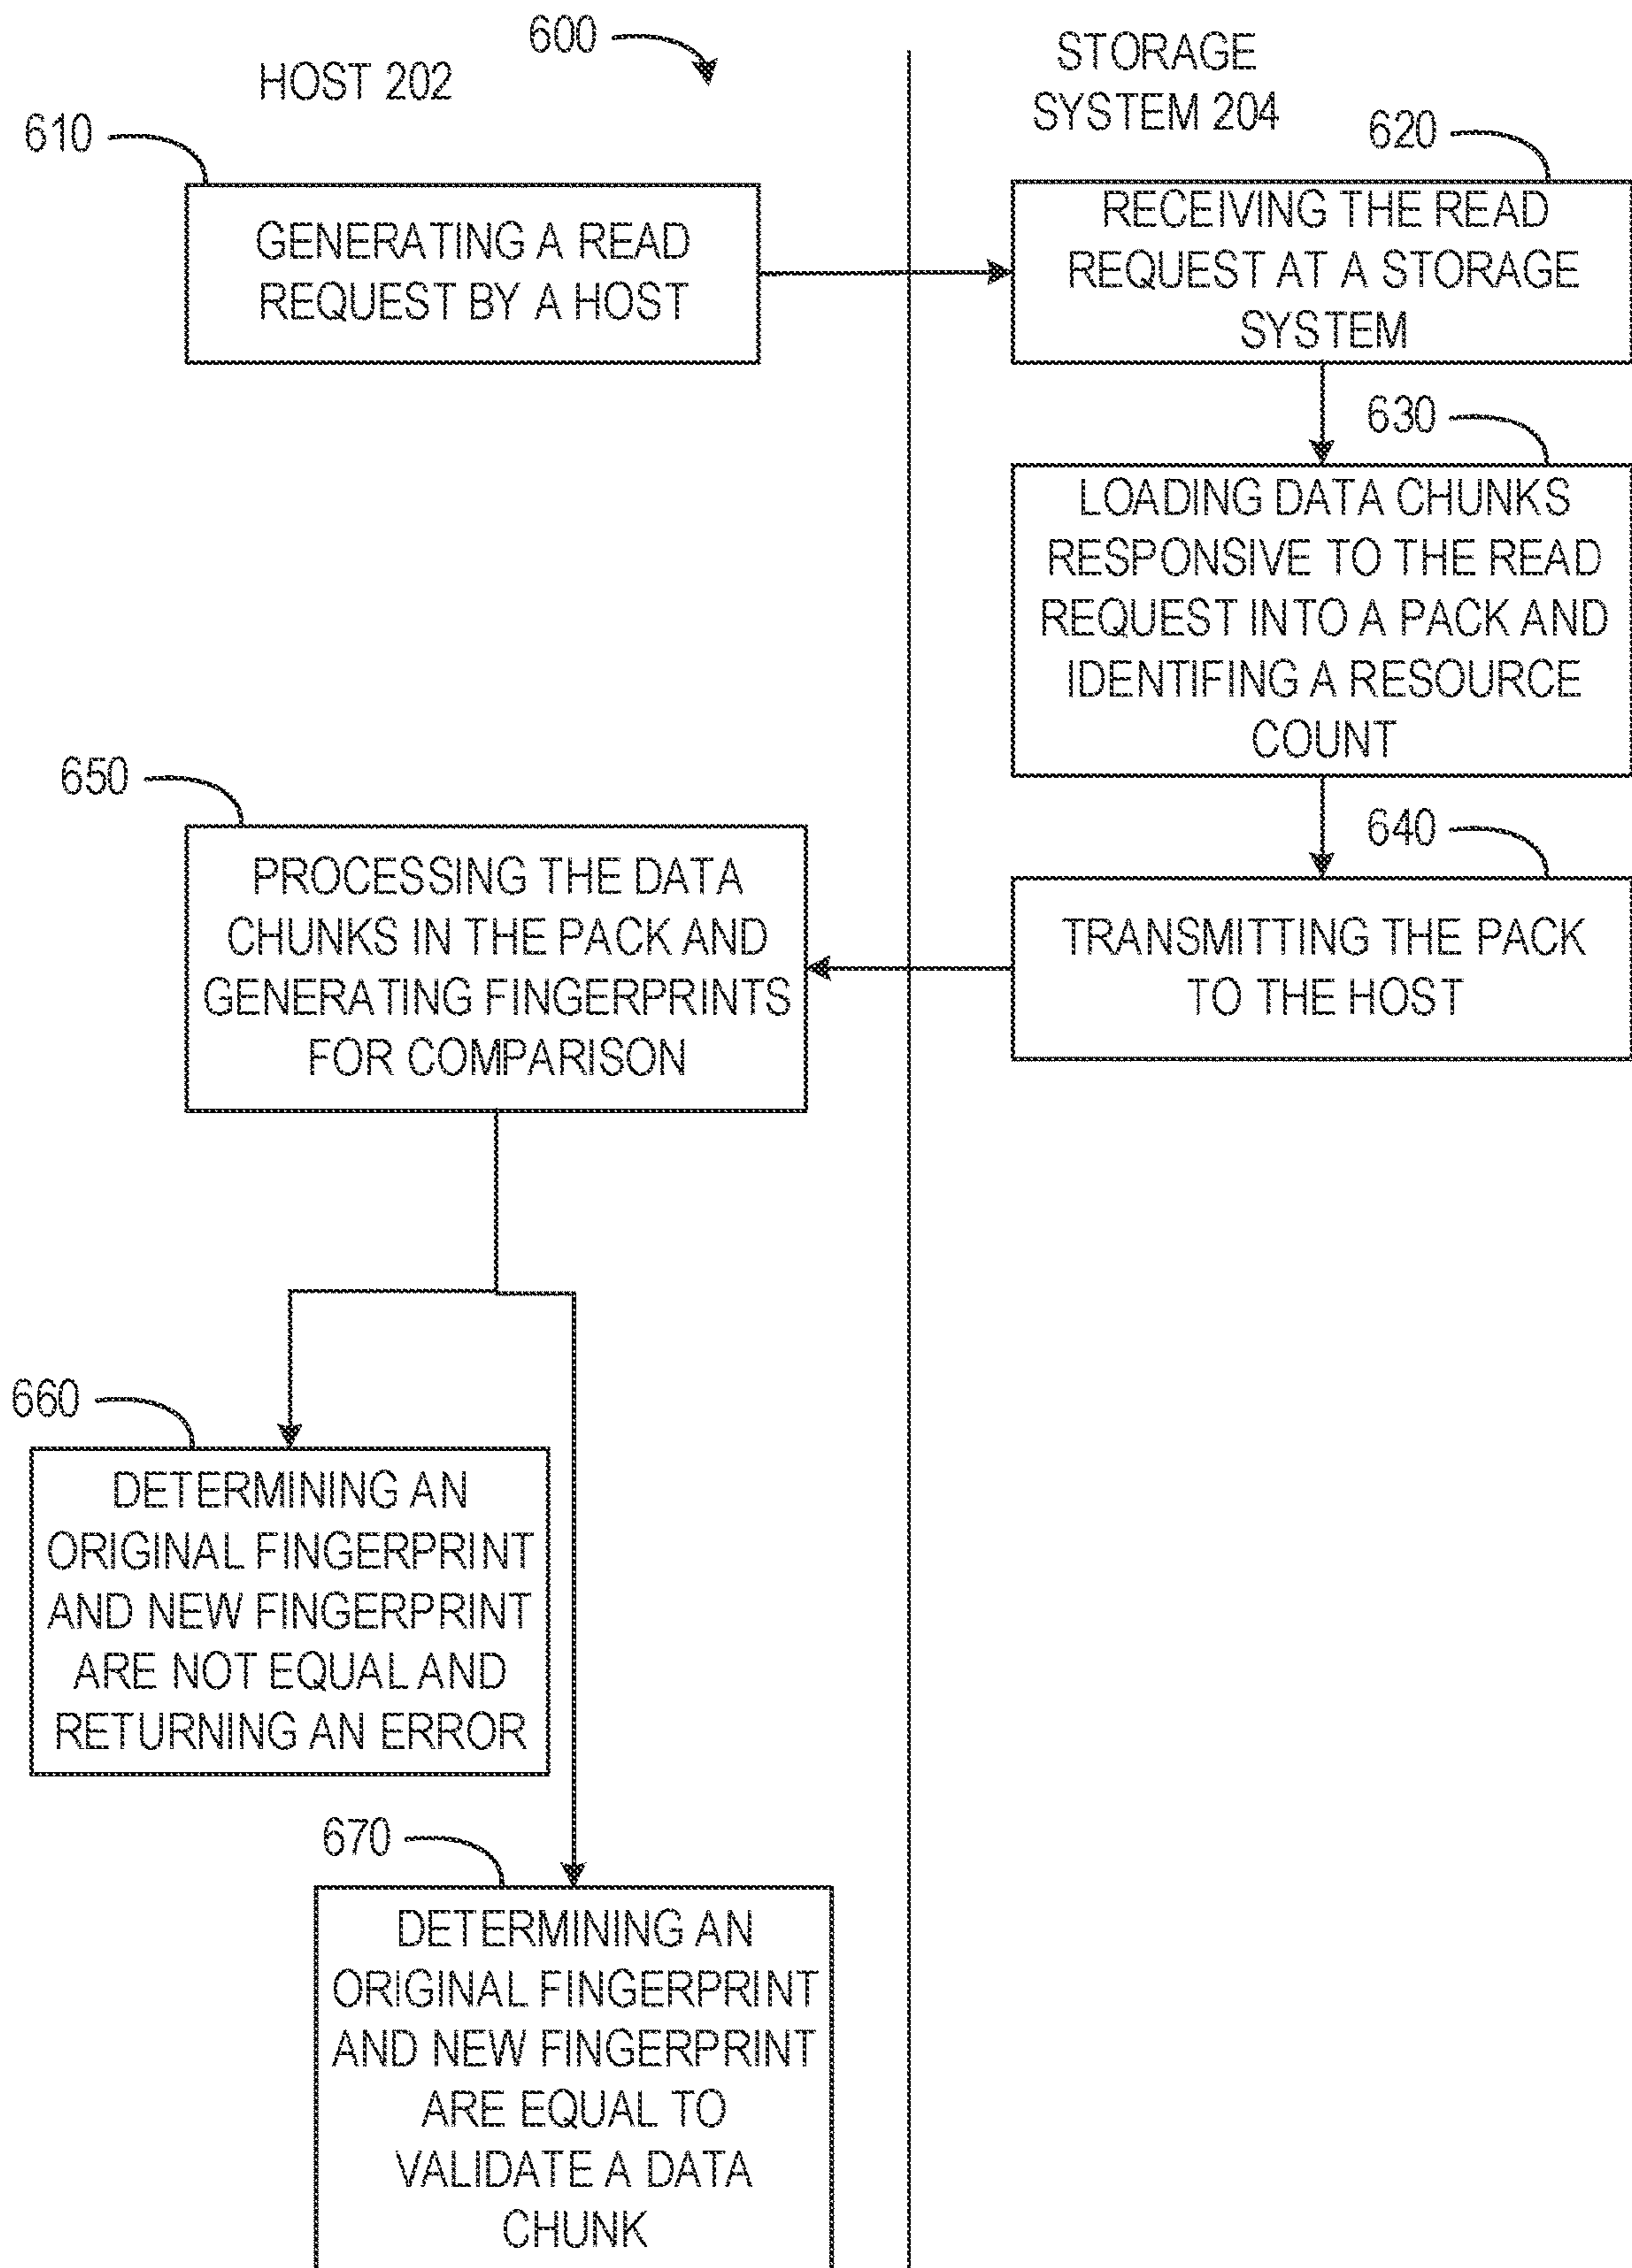 600
HOST 202
STORAGE
SYSTEM 204
610
GENERATING A READ
REQUEST BY A HOST
620
RECEIVING THE READ
REQUEST AT A STORAGE
SYSTEM
630
LOADING DATA CHUNKS
RESPONSIVE TO THE READ
REQUEST INTO A PACK AND
IDENTIFING A RESOURCE
COUNT
640
TRANSMITTING THE PACK
TO THE HOST
650
PROCESSING THE DATA
CHUNKS IN THE PACK AND
GENERATING FINGERPRINTS
FOR COMPARISON
660
DETERMINING AN
ORIGINAL FINGERPRINT
AND NEW FINGERPRINT
ARE NOT EQUAL AND
RETURNING AN ERROR
670
DETERMINING AN
ORIGINAL FINGERPRINT
AND NEW FINGERPRINT
ARE EQUAL TO
VALIDATE A DATA
CHUNK